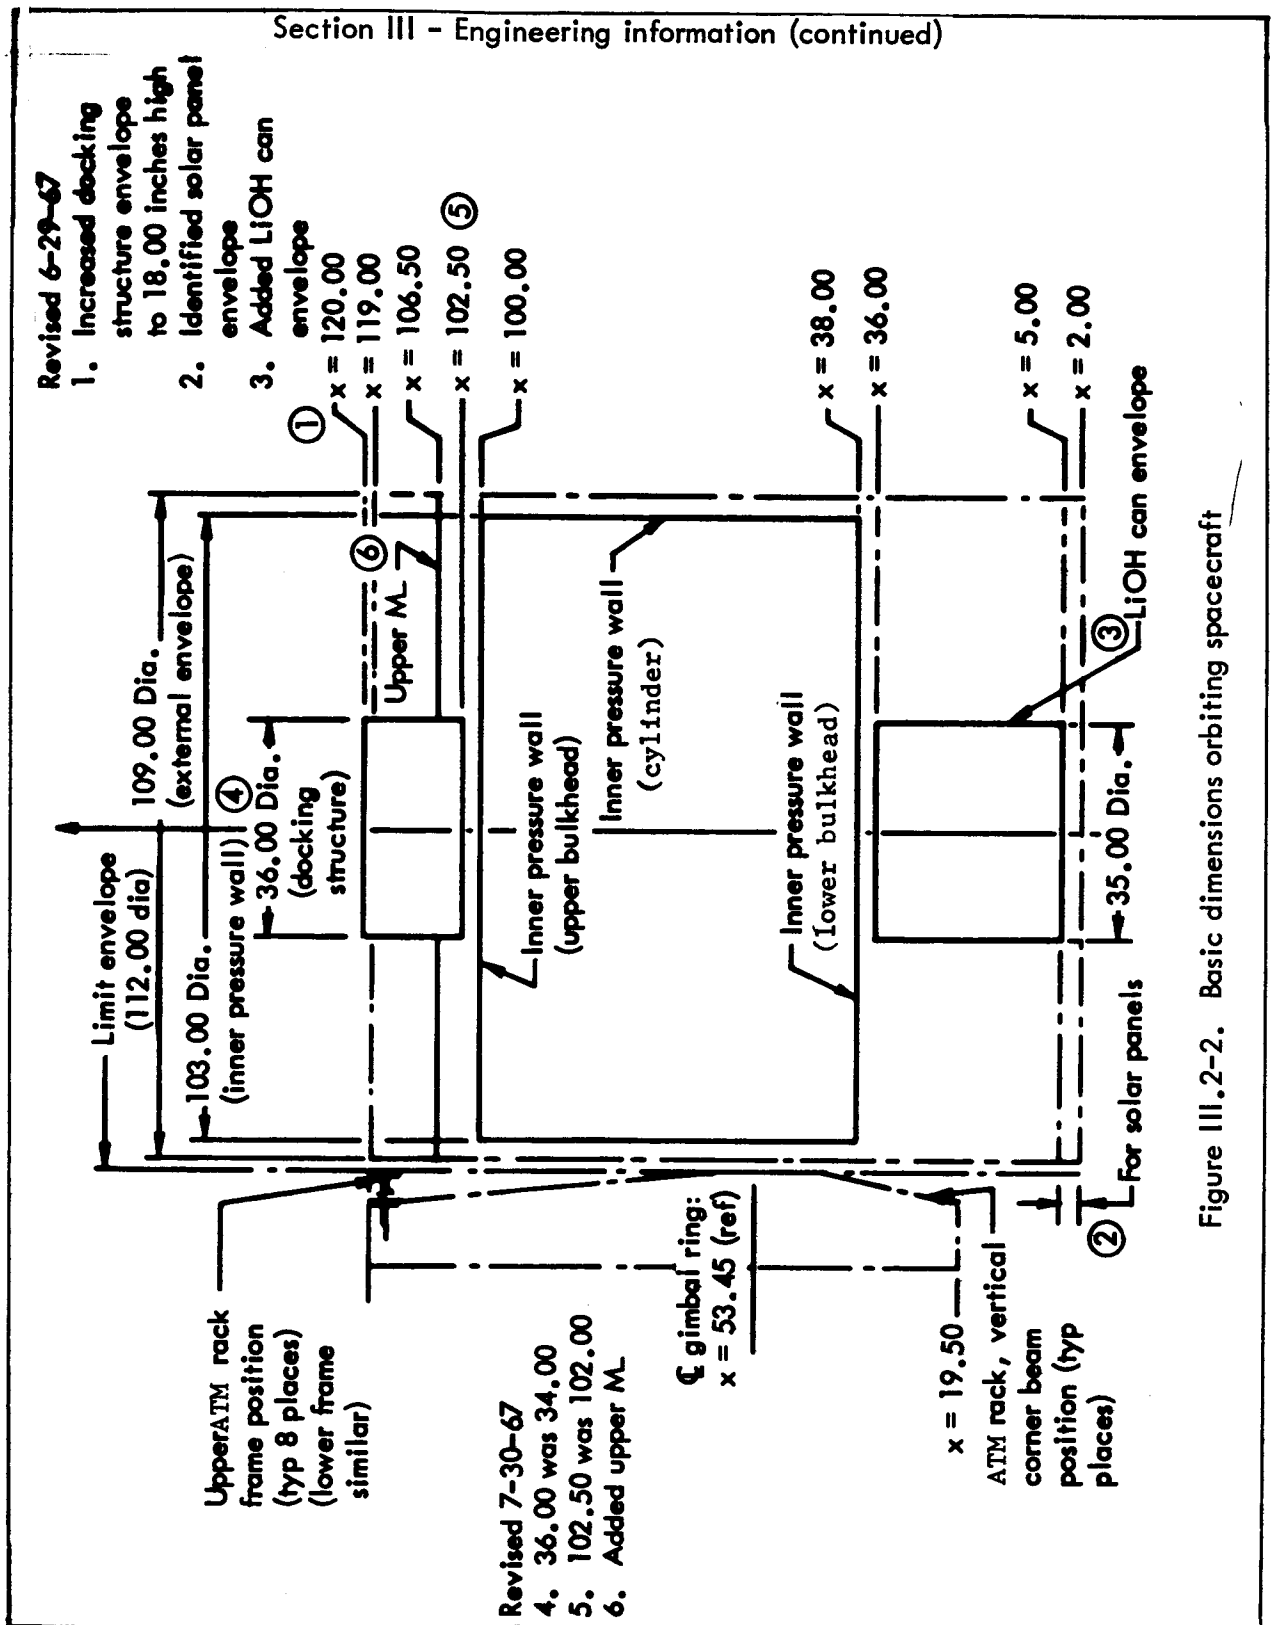 Section III - Engineering information (continued)
Revised 6-29-67
1. Increased docking
structure envelope
to 18.00 inches high
2. Identified solar panel
envelope
3. Added LiOH can
envelope
x = 120.00
①
x = 119.00
x = 106.50
x = 102.50 ⑤
x = 100.00
x = 38.00
x = 36.00
x = 5.00
x = 2.00
Limit envelope
(112.00 dia)
109.00 Dia.
(external envelope)
103.00 Dia.
(inner pressure wall) ④
36.00 Dia.
(docking
structure)
⑥
Upper M
Inner pressure wall
(upper bulkhead)
Inner pressure wall
(cylinder)
Inner pressure wall
(lower bulkhead)
③
LiOH can envelope
35.00 Dia.
For solar panels
②
UpperATM rack
frame position
(typ 8 places)
(lower frame
similar)
℄ gimbal ring:
x = 53.45 (ref)
x = 19.50
ATM rack, vertical
corner beam
position (typ
places)
Revised 7-30-67
4. 36.00 was 34.00
5. 102.50 was 102.00
6. Added upper M
Figure III.2-2. Basic dimensions orbiting spacecraft